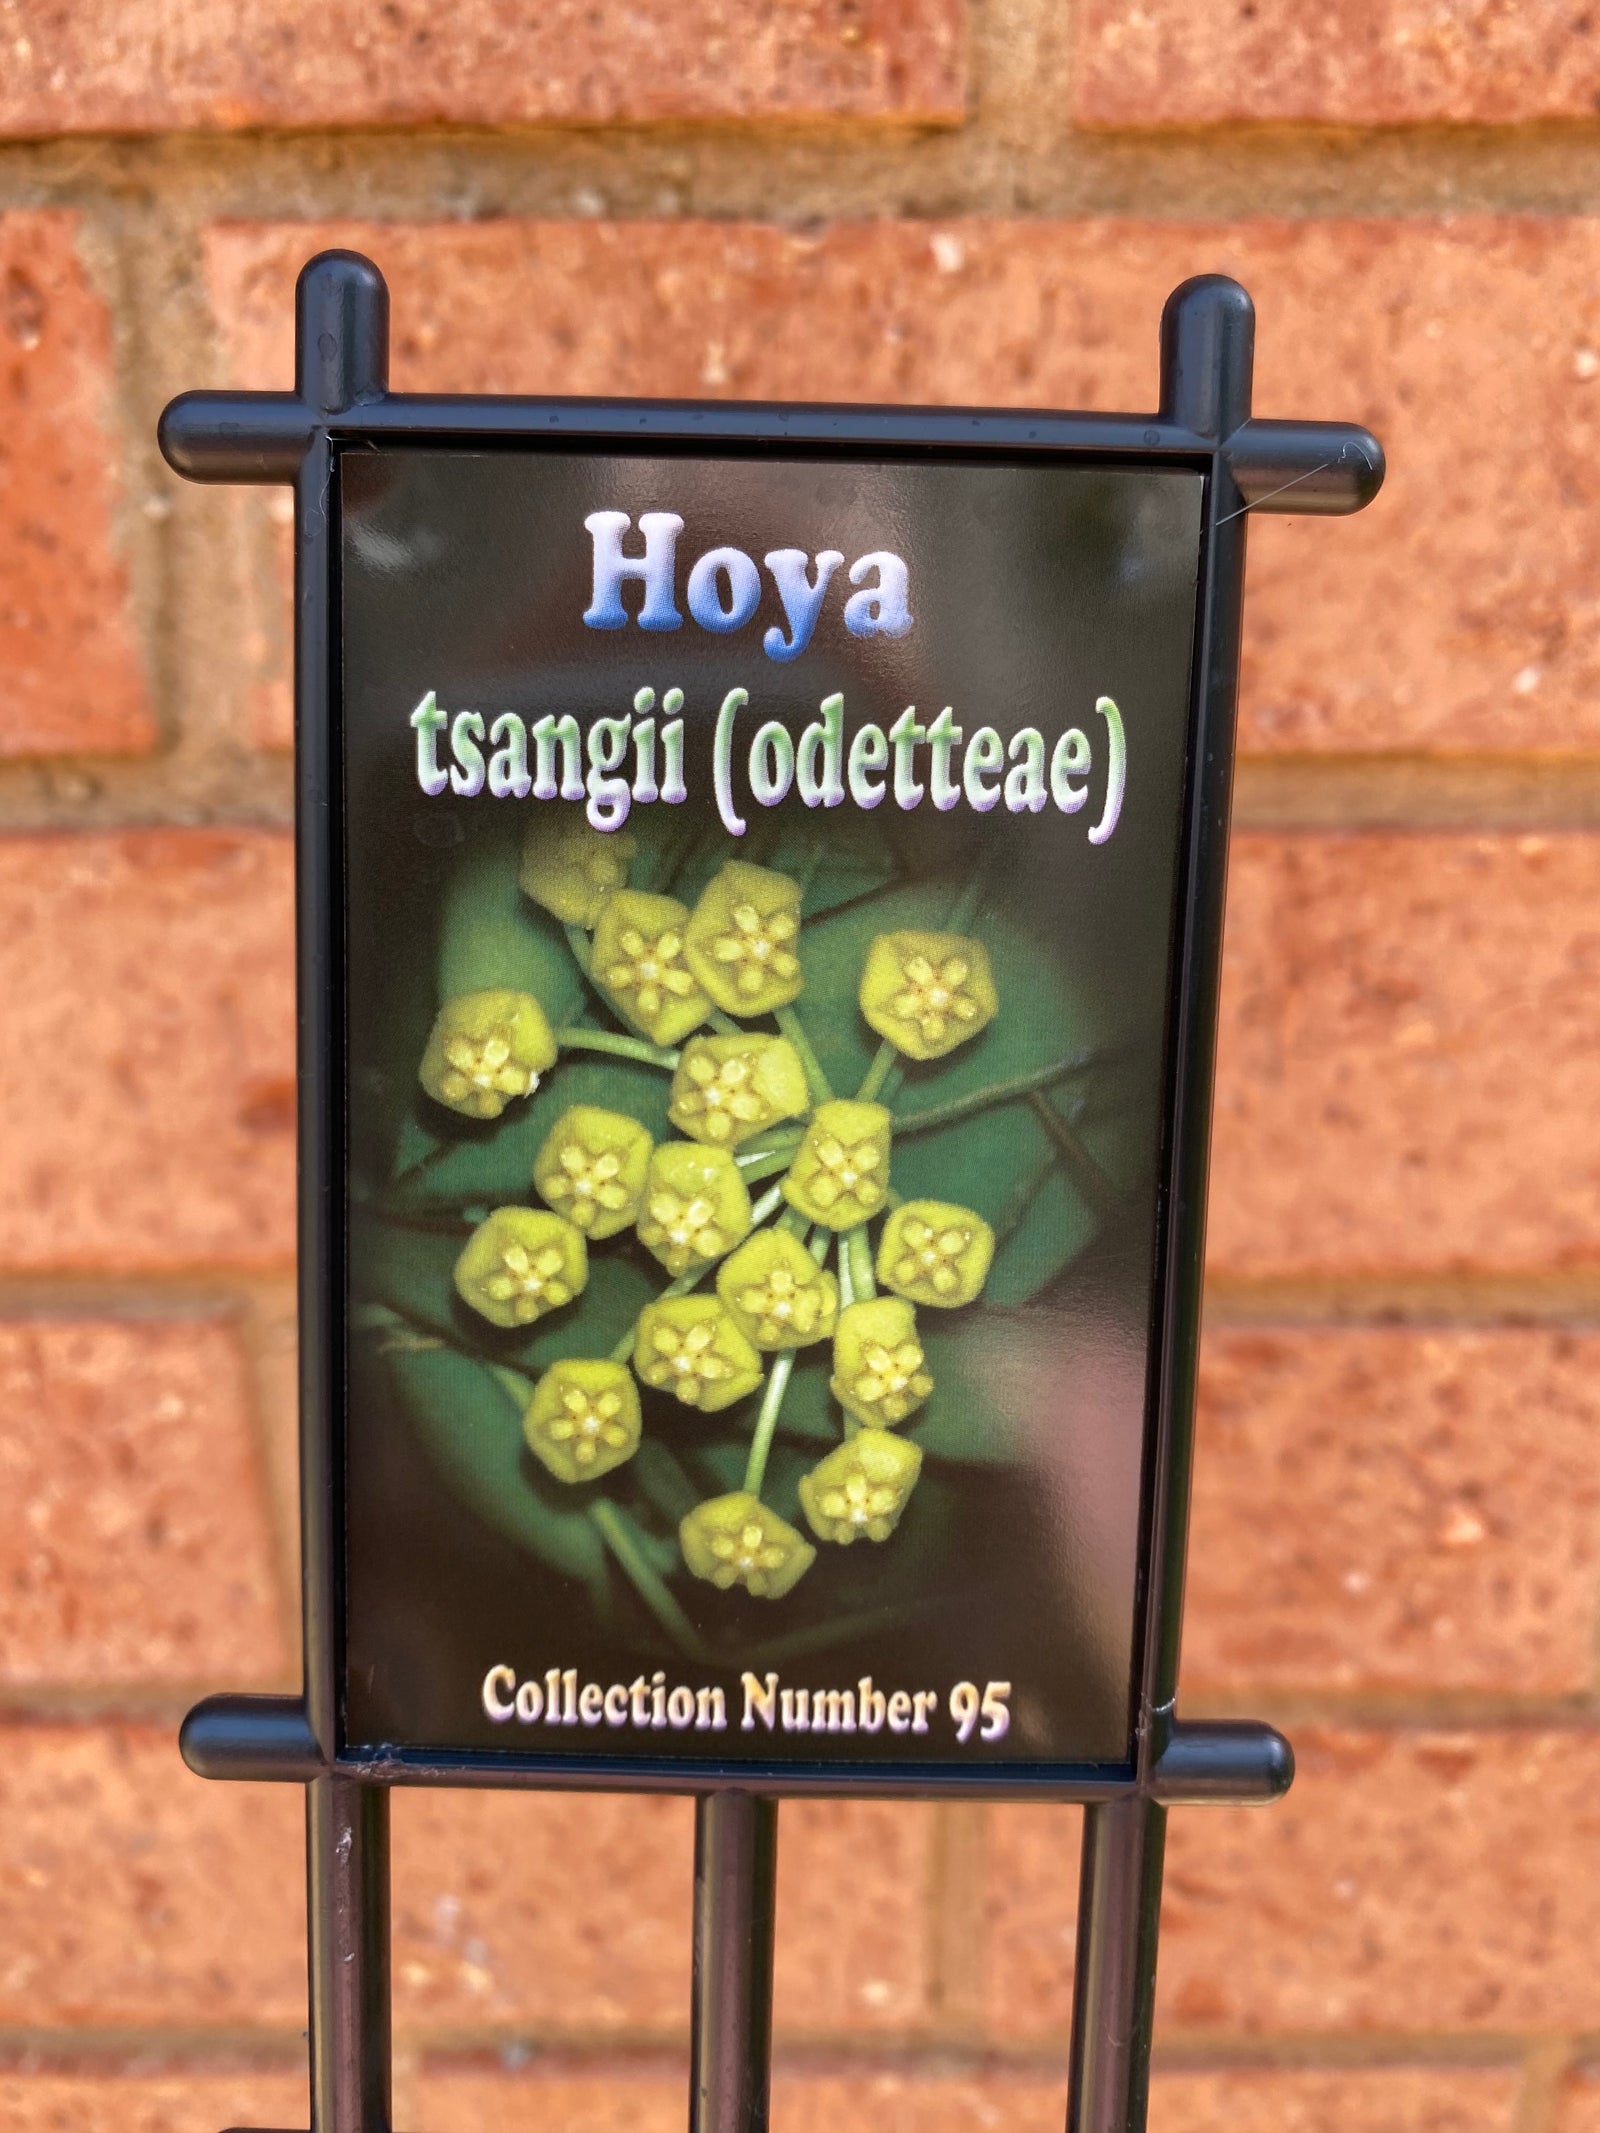 Hoya
tsangii (odetteae)
Collection Number 95